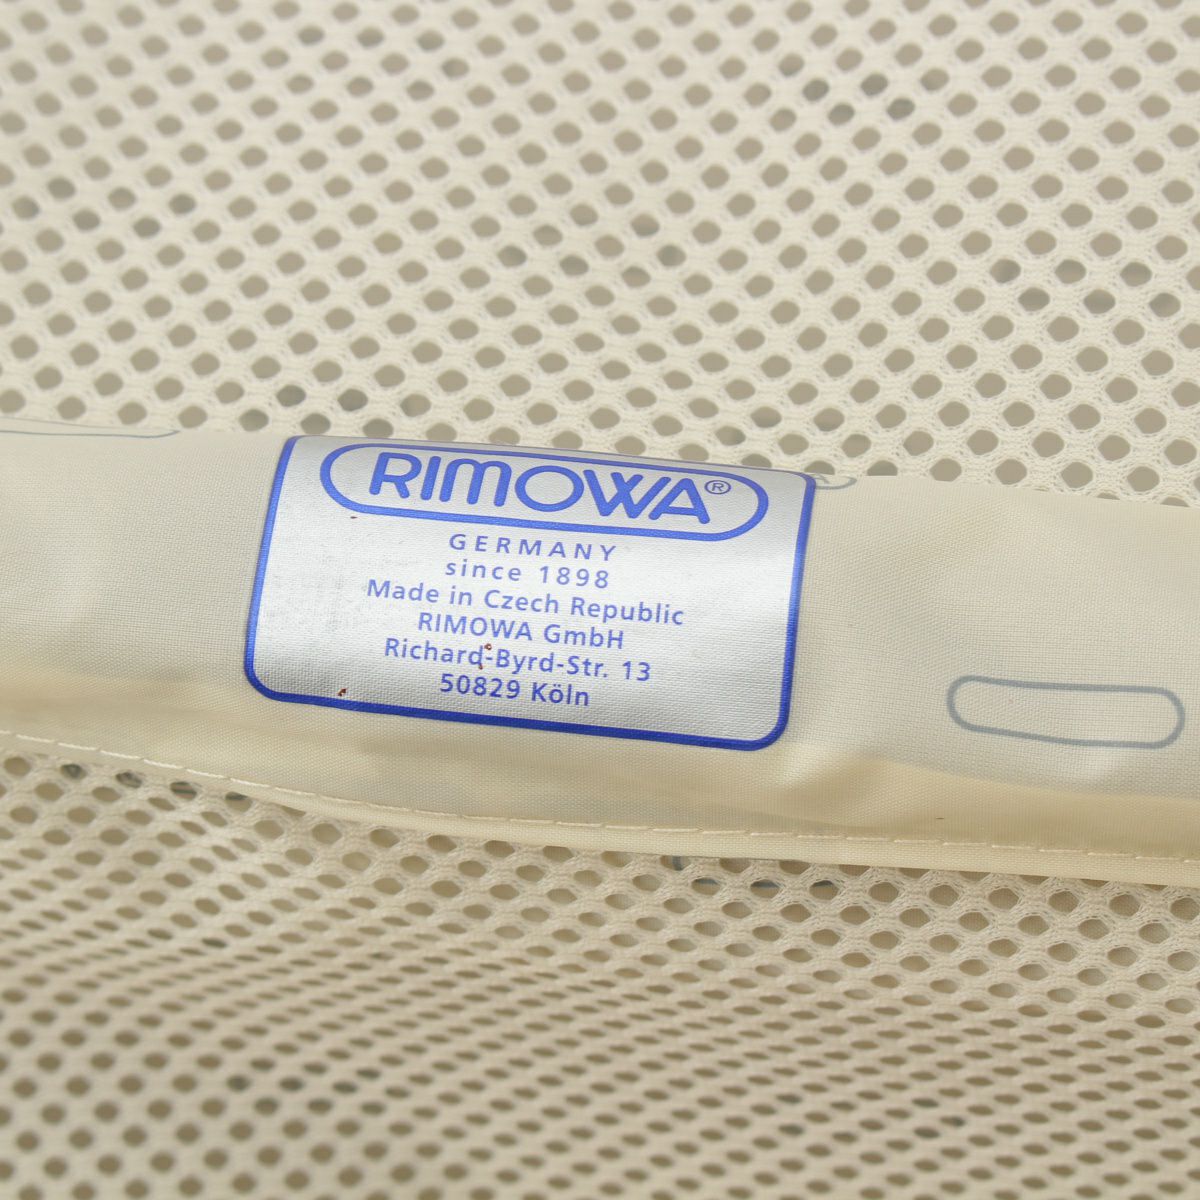 RIMOWA®
GERMANY
since 1898
Made in Czech Republic
RIMOWA GmbH
Richard-Byrd-Str. 13
50829 Köln